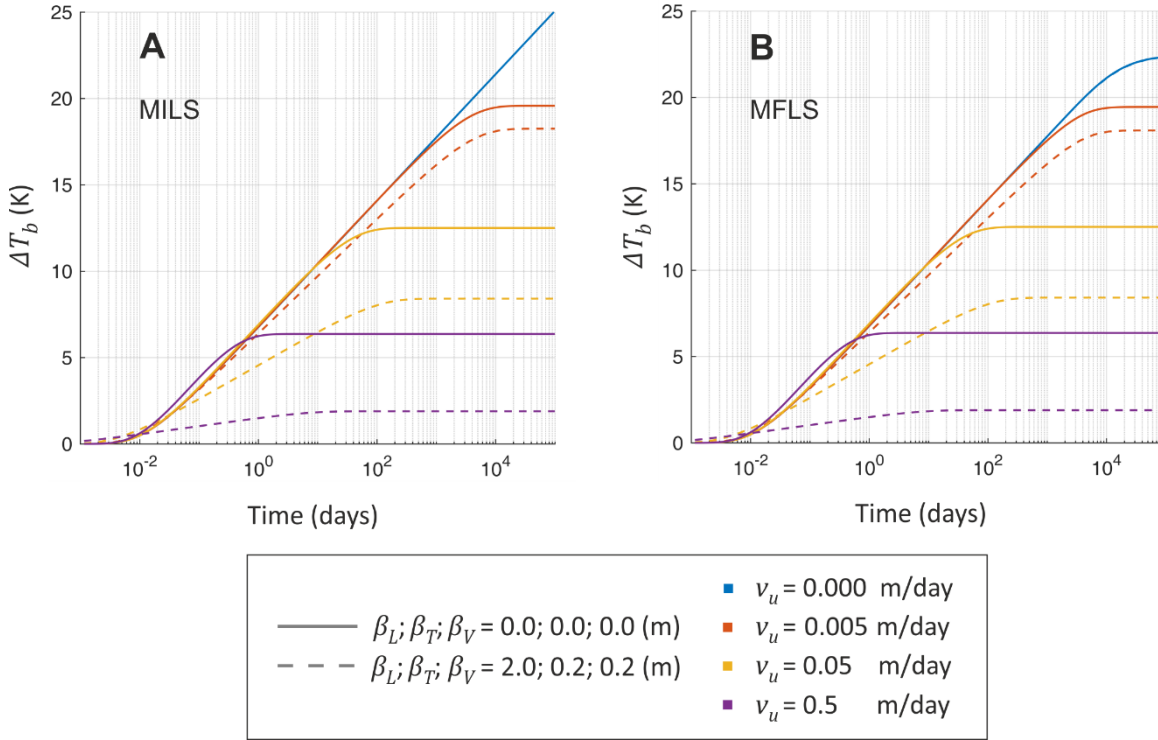 A
MILS
25
20
15
10
5
0
ΔT_b (K)
10^-2
10^0
10^2
10^4
Time (days)
B
MFLS
25
20
15
10
5
0
ΔT_b (K)
10^-2
10^0
10^2
10^4
Time (days)
β_L; β_T; β_V = 0.0; 0.0; 0.0 (m)
β_L; β_T; β_V = 2.0; 0.2; 0.2 (m)
v_u = 0.000 m/day
v_u = 0.005 m/day
v_u = 0.05 m/day
v_u = 0.5 m/day